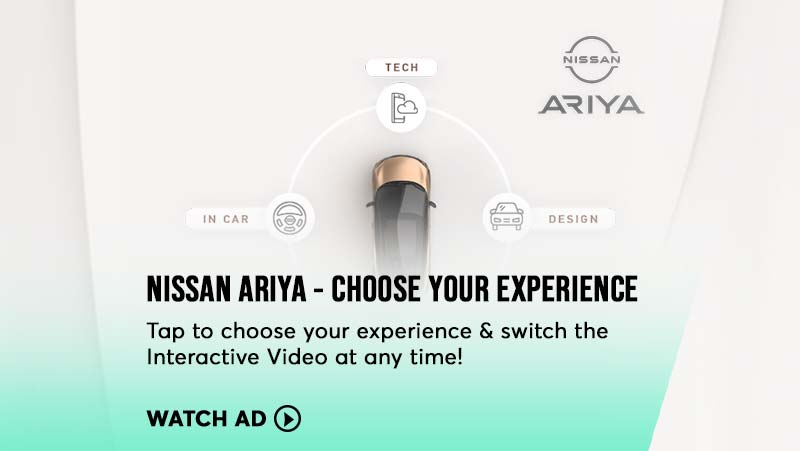 TECH
NISSAN
ARIYA
IN CAR
DESIGN
NISSAN ARIYA - CHOOSE YOUR EXPERIENCE
Tap to choose your experience & switch the
Interactive Video at any time!
WATCH AD